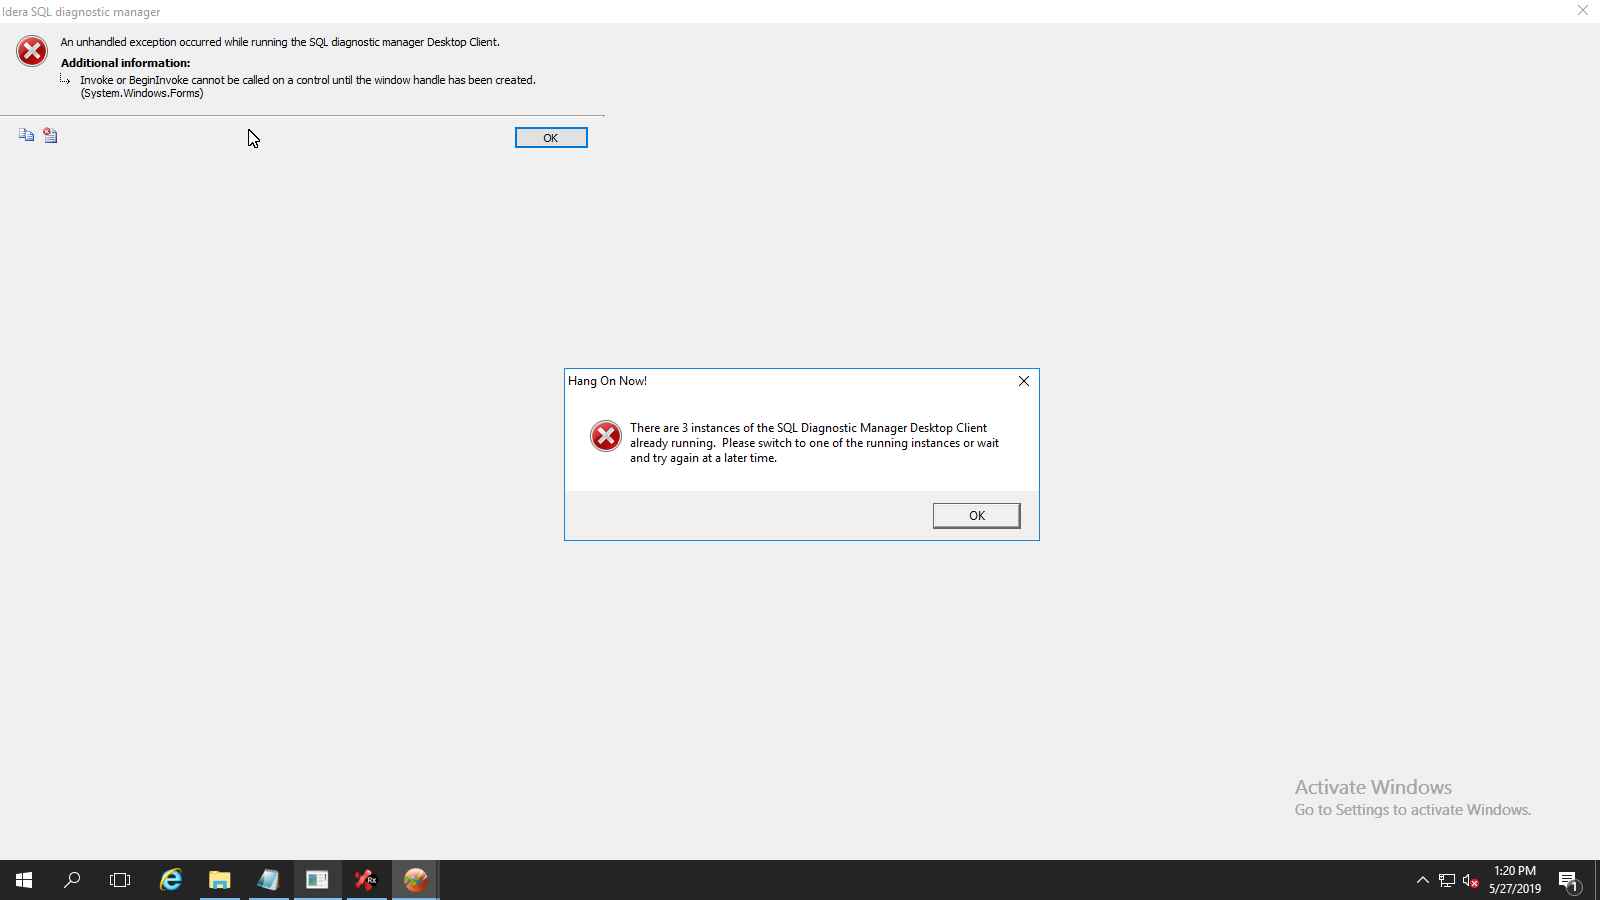 Idera SQL diagnostic manager
An unhandled exception occurred while running the SQL diagnostic manager Desktop Client.
Additional information:
Invoke or BeginInvoke cannot be called on a control until the window handle has been created.
(System.Windows.Forms)
OK
Hang On Now!
There are 3 instances of the SQL Diagnostic Manager Desktop Client
already running.  Please switch to one of the running instances or wait
and try again at a later time.
OK
Activate Windows
Go to Settings to activate Windows.
Rx
1:20 PM
5/27/2019
1